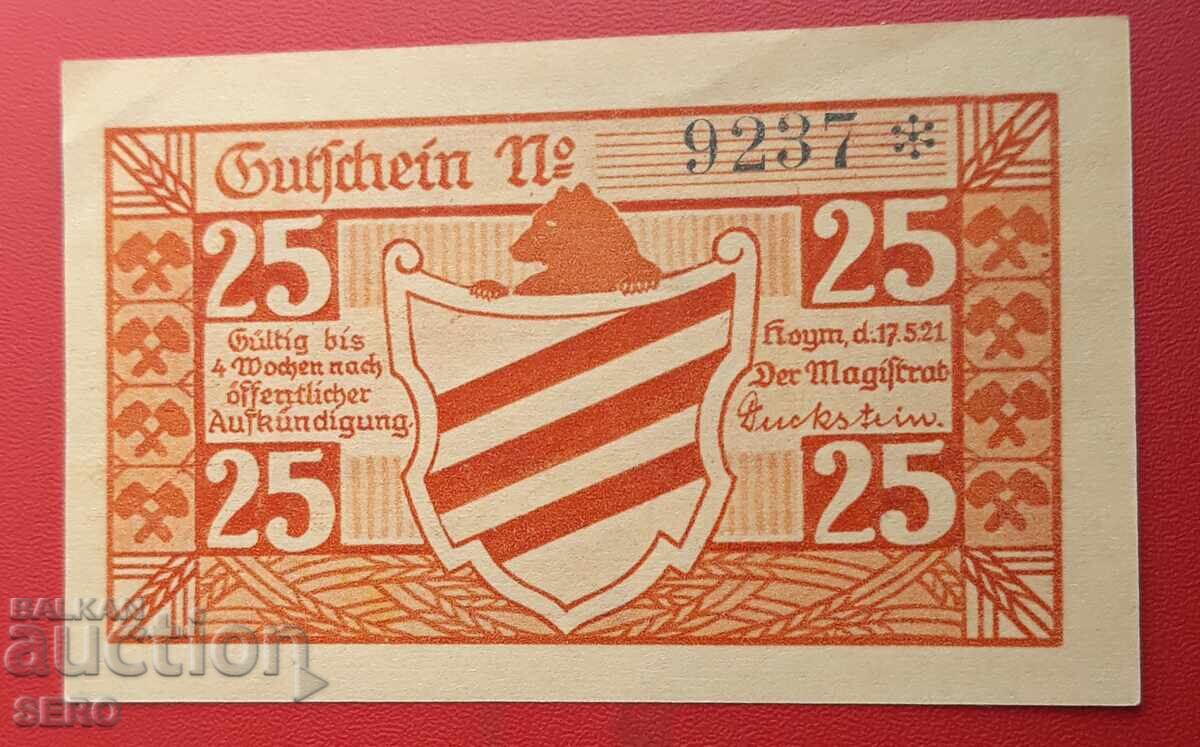 Gutschein No 9237 *
25
25
Gültig bis
4 Wochen nach
öffentlicher
Aufkündigung.
Hoym, d. 17.5.21
Der Magistrat
Duckstein.
25
25
BALKAN
auction
SERO